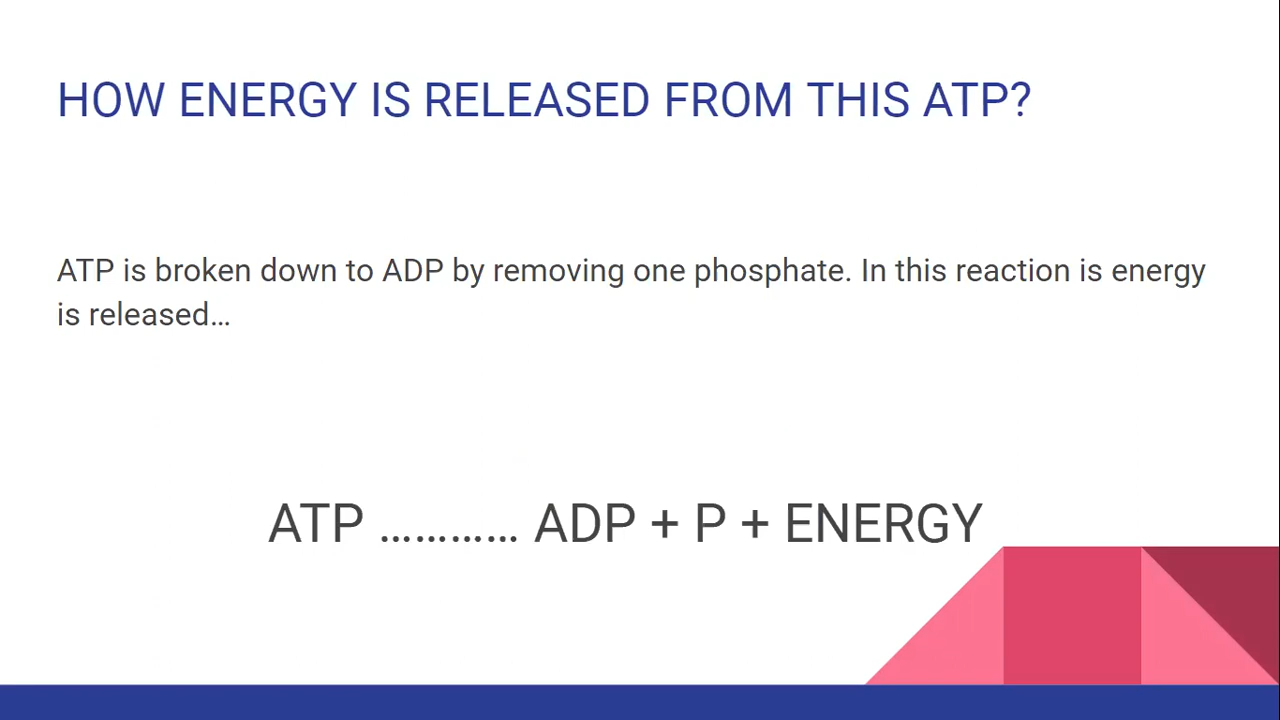 HOW ENERGY IS RELEASED FROM THIS ATP?
ATP is broken down to ADP by removing one phosphate. In this reaction is energy
is released…
ATP ………… ADP + P + ENERGY